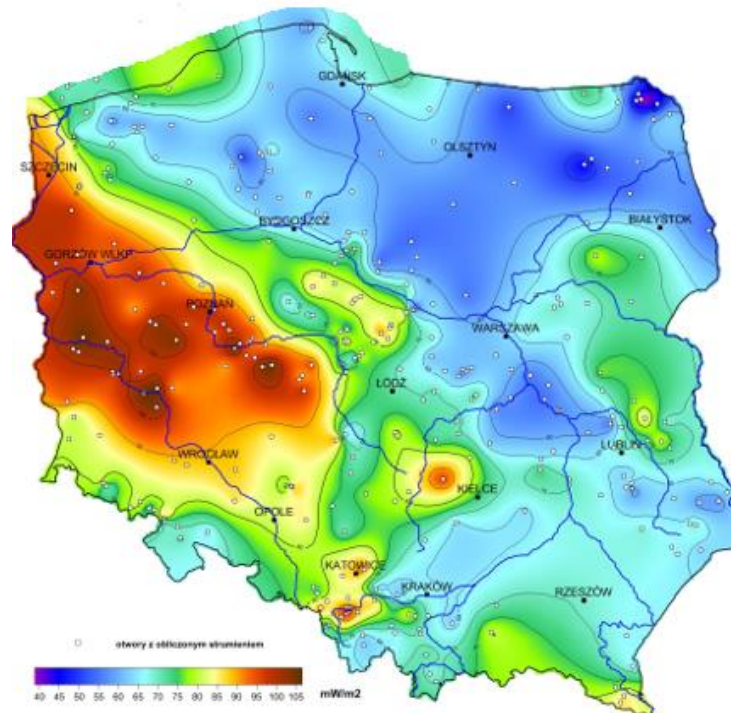 GDAŃSK
OLSZTYN
SZCZECIN
BYDGOSZCZ
BIAŁYSTOK
GORZÓW WLKP
POZNAŃ
WARSZAWA
ŁÓDŹ
LUBLIN
WROCŁAW
KIELCE
OPOLE
KATOWICE
KRAKÓW
RZESZÓW
otwory z obliczonym strumieniem
40 45 50 55 60 65 70 75 80 85 90 95 100 105 mW/m2